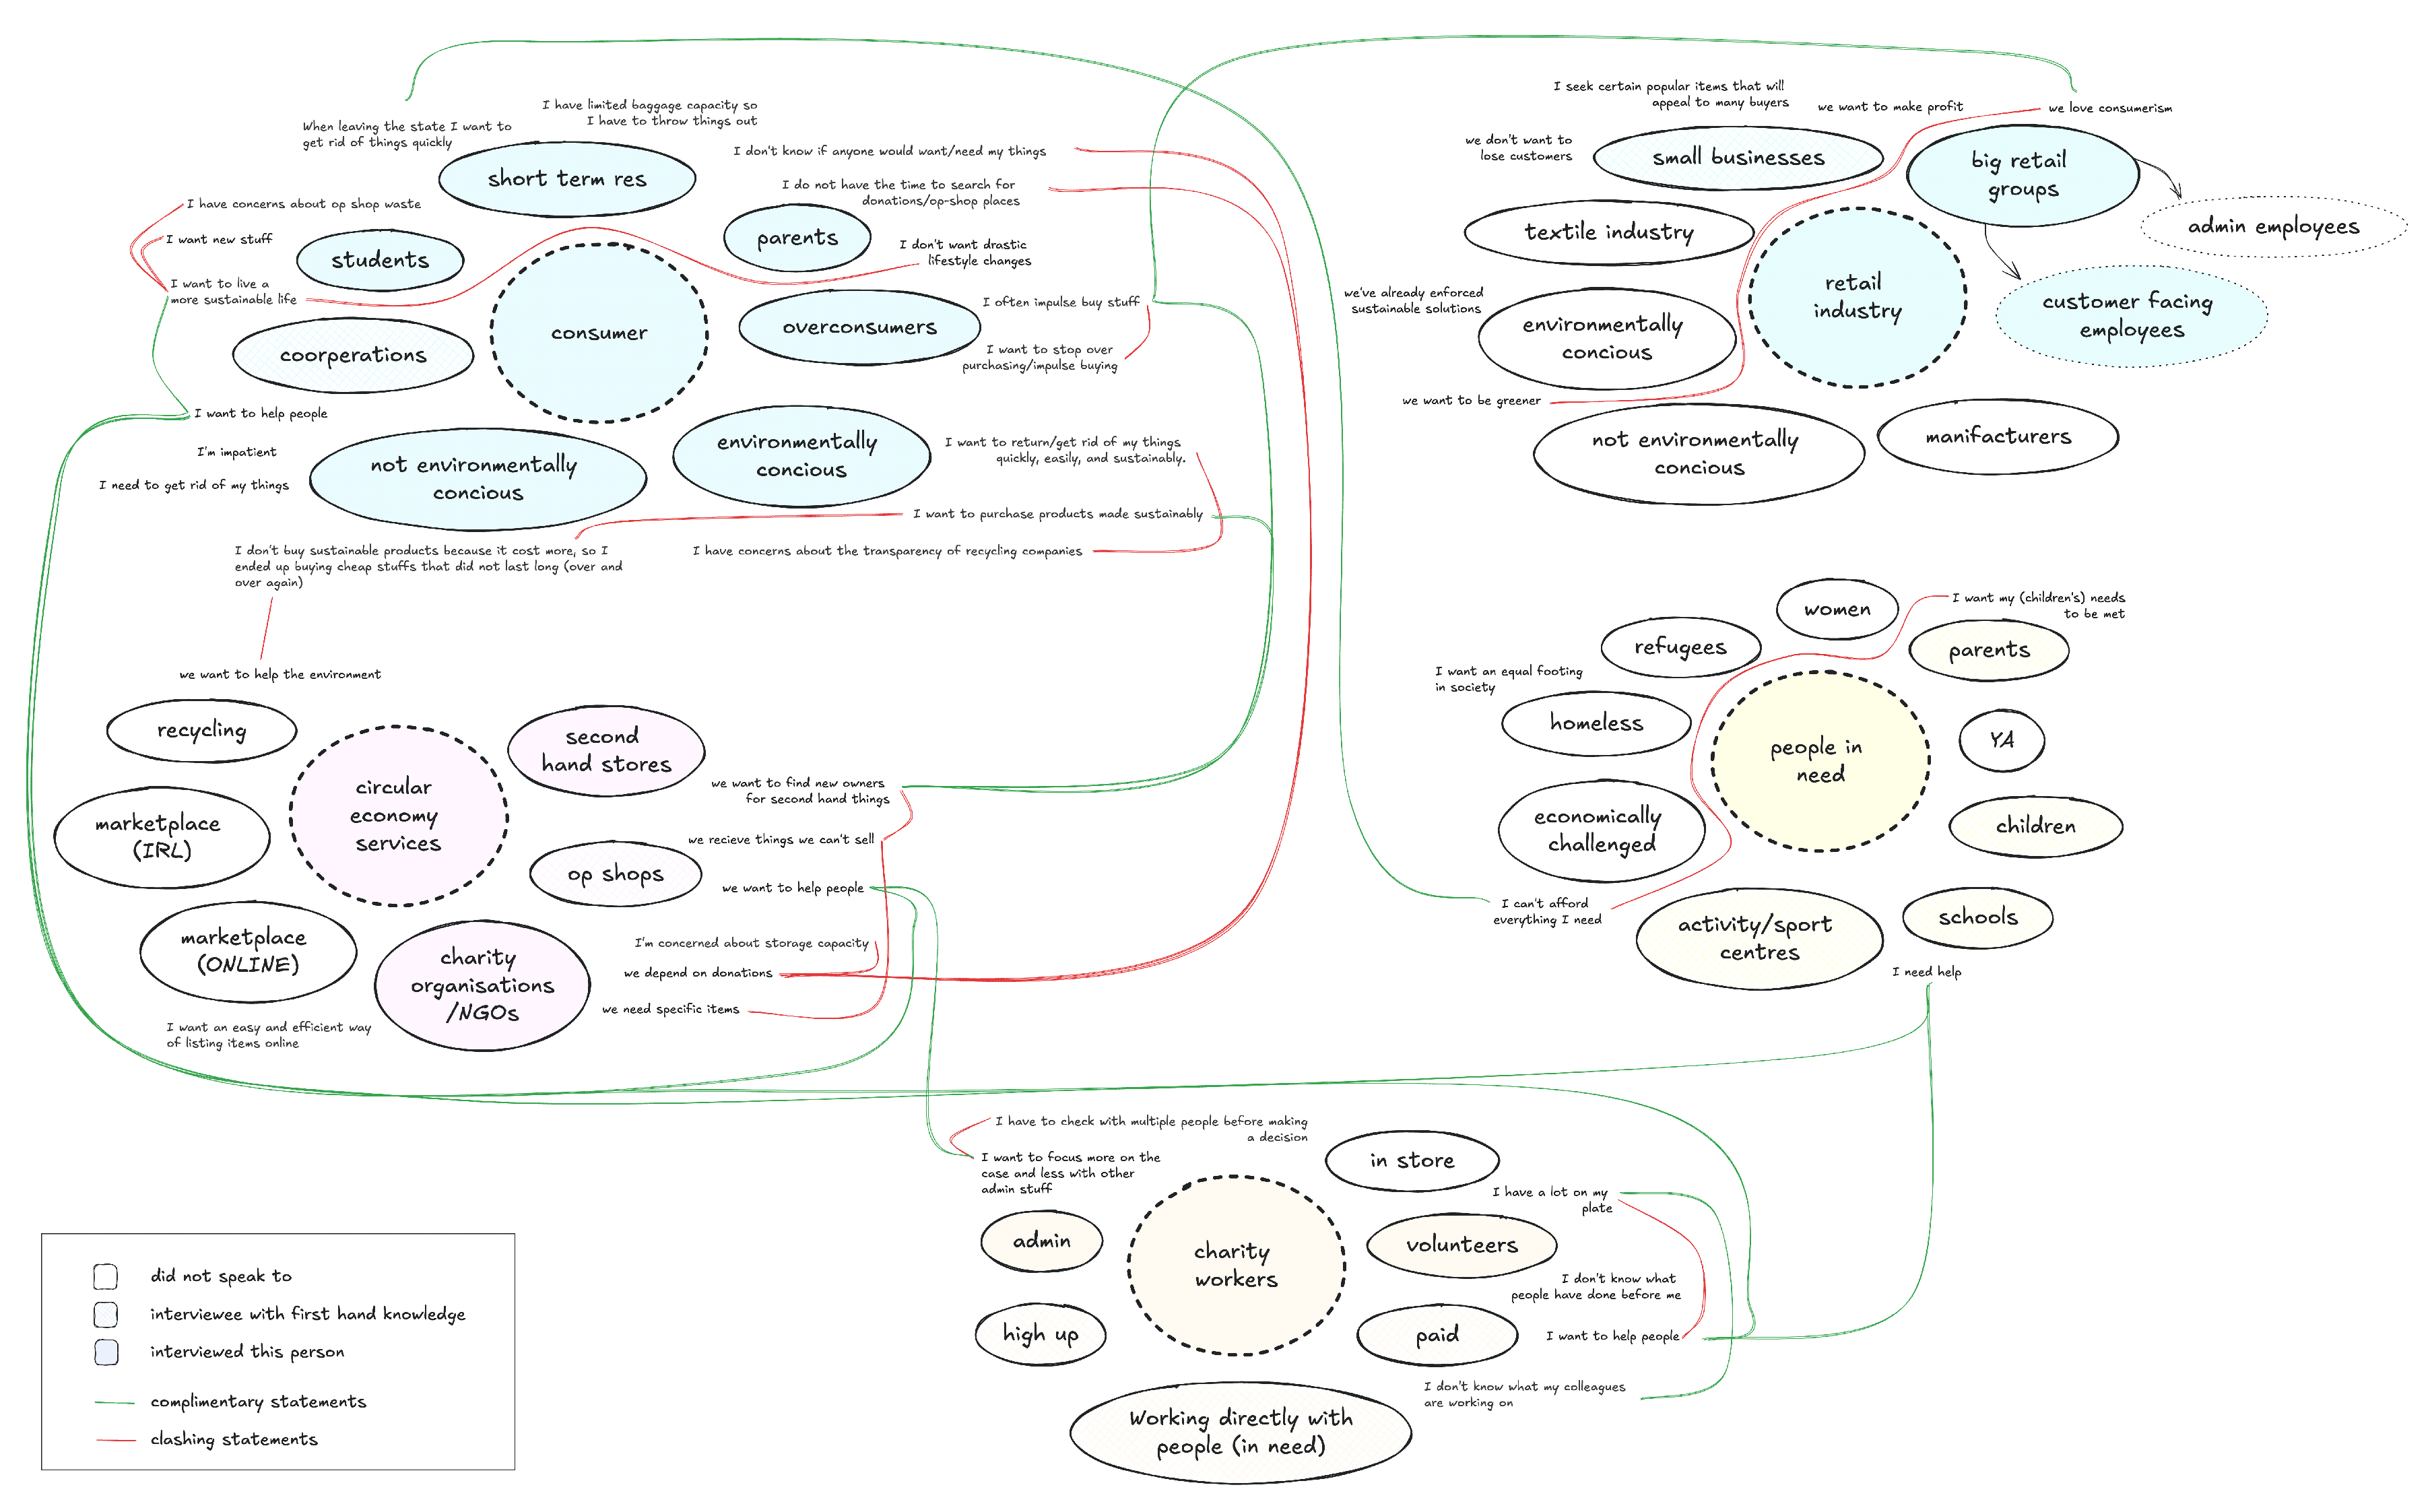 I have limited baggage capacity so
I have to throw things out
When leaving the state I want to
get rid of things quickly
short term res
I don't know if anyone would want/need my things
I do not have the time to search for
donations/op-shop places
I have concerns about op shop waste
I want new stuff
students
parents
I don't want drastic
lifestyle changes
I want to live a
more sustainable life
consumer
coorperations
overconsumers
I often impulse buy stuff
I want to stop over
purchasing/impulse buying
I want to help people
I'm impatient
I need to get rid of my things
not environmentally
concious
environmentally
concious
I want to return/get rid of my things
quickly, easily, and sustainably.
I want to purchase products made sustainably
I don't buy sustainable products because it cost more, so I
ended up buying cheap stuffs that did not last long (over and
over again)
I have concerns about the transparency of recycling companies
I seek certain popular items that will
appeal to many buyers
we want to make profit
we love consumerism
we don't want to
lose customers
small businesses
big retail
groups
admin employees
textile industry
retail
industry
customer facing
employees
we've already enforced
sustainable solutions
environmentally
concious
we want to be greener
not environmentally
concious
manifacturers
we want to help the environment
recycling
second
hand stores
circular
economy
services
we want to find new owners
for second hand things
marketplace
(IRL)
we recieve things we can't sell
op shops
we want to help people
marketplace
(ONLINE)
charity
organisations
/NGOs
I'm concerned about storage capacity
we depend on donations
we need specific items
I want an easy and efficient way
of listing items online
women
I want my (children's) needs
to be met
refugees
parents
I want an equal footing
in society
homeless
people in
need
YA
economically
challenged
children
I can't afford
everything I need
activity/sport
centres
schools
I need help
I have to check with multiple people before making
a decision
I want to focus more on the
case and less with other
admin stuff
in store
I have a lot on my
plate
admin
charity
workers
volunteers
I don't know what
people have done before me
high up
paid
I want to help people
I don't know what my colleagues
are working on
Working directly with
people (in need)
did not speak to
interviewee with first hand knowledge
interviewed this person
complimentary statements
clashing statements